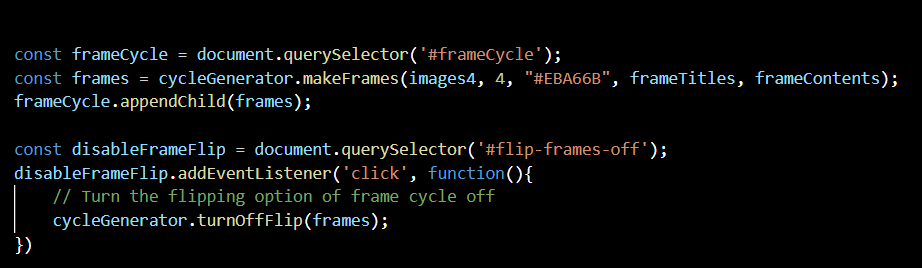 const frameCycle = document.querySelector('#frameCycle');
const frames = cycleGenerator.makeFrames(images4, 4, "#EBA66B", frameTitles, frameContents);
frameCycle.appendChild(frames);

const disableFrameFlip = document.querySelector('#flip-frames-off');
disableFrameFlip.addEventListener('click', function(){
    // Turn the flipping option of frame cycle off
    cycleGenerator.turnOffFlip(frames);
})